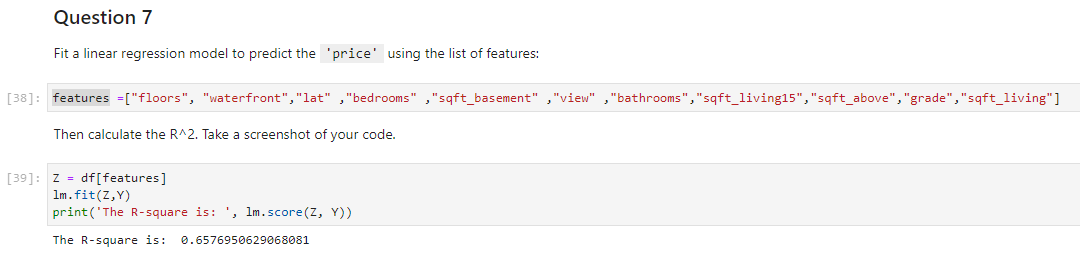 Question 7
Fit a linear regression model to predict the 'price' using the list of features:
[38]: features =["floors", "waterfront","lat" ,"bedrooms" ,"sqft_basement" ,"view" ,"bathrooms","sqft_living15","sqft_above","grade","sqft_living"]
Then calculate the R^2. Take a screenshot of your code.
[39]: Z = df[features]
lm.fit(Z,Y)
print('The R-square is: ', lm.score(Z, Y))
The R-square is:  0.6576950629068081